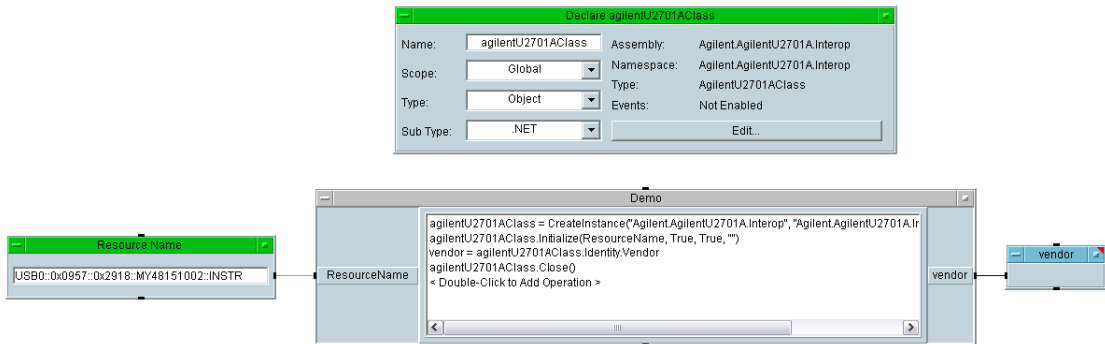 Declare agilentU2701AClass
Name: agilentU2701AClass Assembly: Agilent.AgilentU2701A.Interop
Scope: Global Namespace: Agilent.AgilentU2701A.Interop
Type: Object Type: AgilentU2701AClass
Events: Not Enabled
Sub Type: .NET Edit...
Demo
agilentU2701AClass = CreateInstance("Agilent.AgilentU2701A.Interop", "Agilent.AgilentU2701A.Ir
agilentU2701AClass.Initialize(ResourceName, True, True, "")
vendor = agilentU2701AClass.Identity.Vendor
agilentU2701AClass.Close()
< Double-Click to Add Operation >
Resource Name
USB0::0x0957::0x2918::MY48151002::INSTR
ResourceName
vendor
vendor